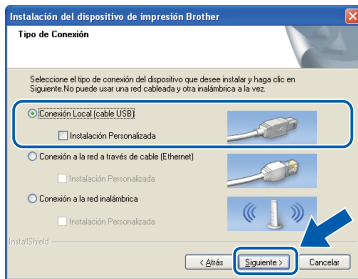 Instalación del dispositivo de impresión Brother
Tipo de Conexión
Seleccione el tipo de conexión del dispositivo que desee instalar y haga clic en
Siguiente.No puede usar una red cableada y otra inalámbrica a la vez.
Conexión Local (cable USB)
Instalación Personalizada
Conexión a la red a través de cable (Ethernet)
Instalación Personalizada
Conexión a la red inalámbrica
Instalación Personalizada
InstallShield
< Atrás
Siguiente >
Cancelar